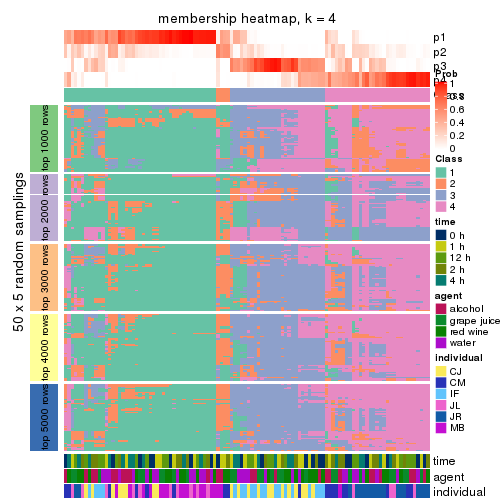 membership heatmap, k = 4
p1
p2
p3
p4
Prob
1
0.8
0.6
0.4
0.2
0
Class
1
2
3
4
time
0 h
1 h
12 h
2 h
4 h
agent
alcohol
grape juice
red wine
water
individual
CJ
CM
IF
JL
JR
MB
50 x 5 random samplings
top 1000 rows
top 2000 rows
top 3000 rows
top 4000 rows
top 5000 rows
time
agent
individual